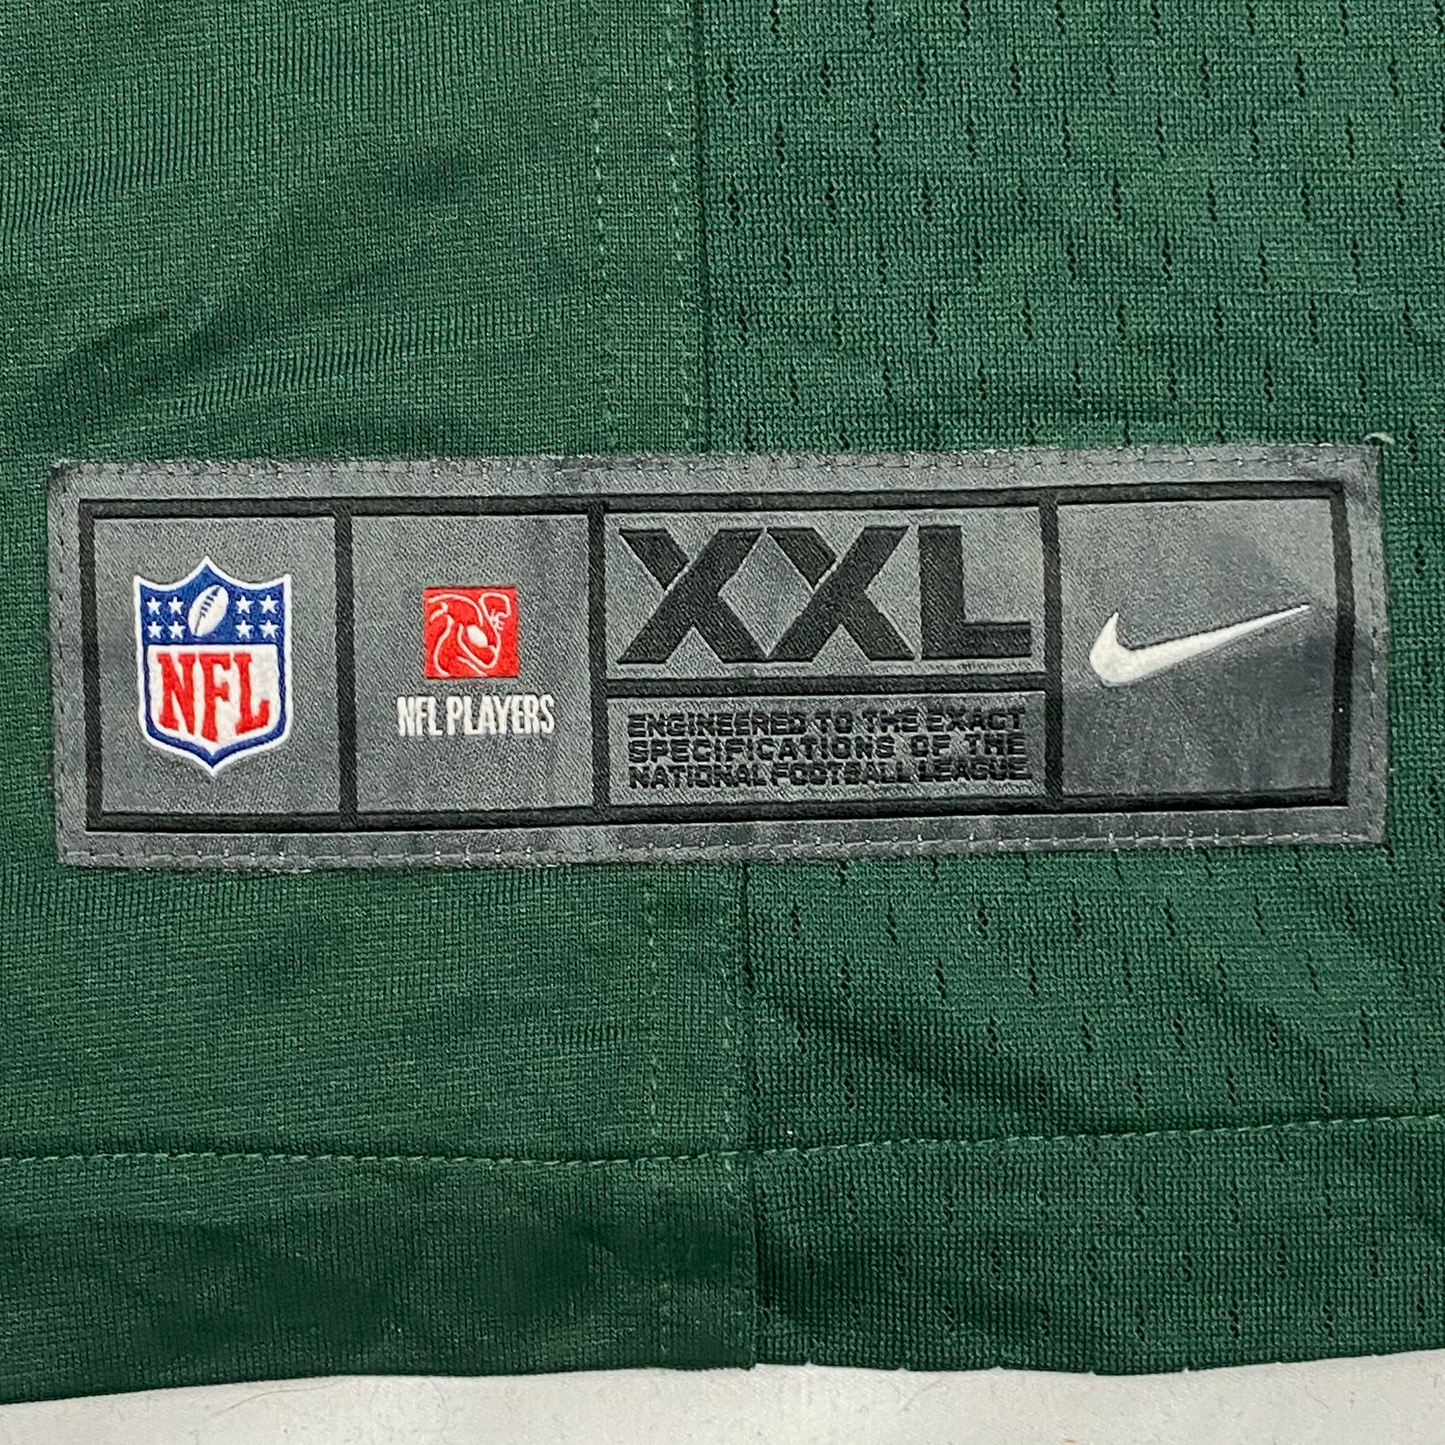 NFL
NFL PLAYERS
XXL
ENGINEERED TO THE EXACT
SPECIFICATIONS OF THE
NATIONAL FOOTBALL LEAGUE